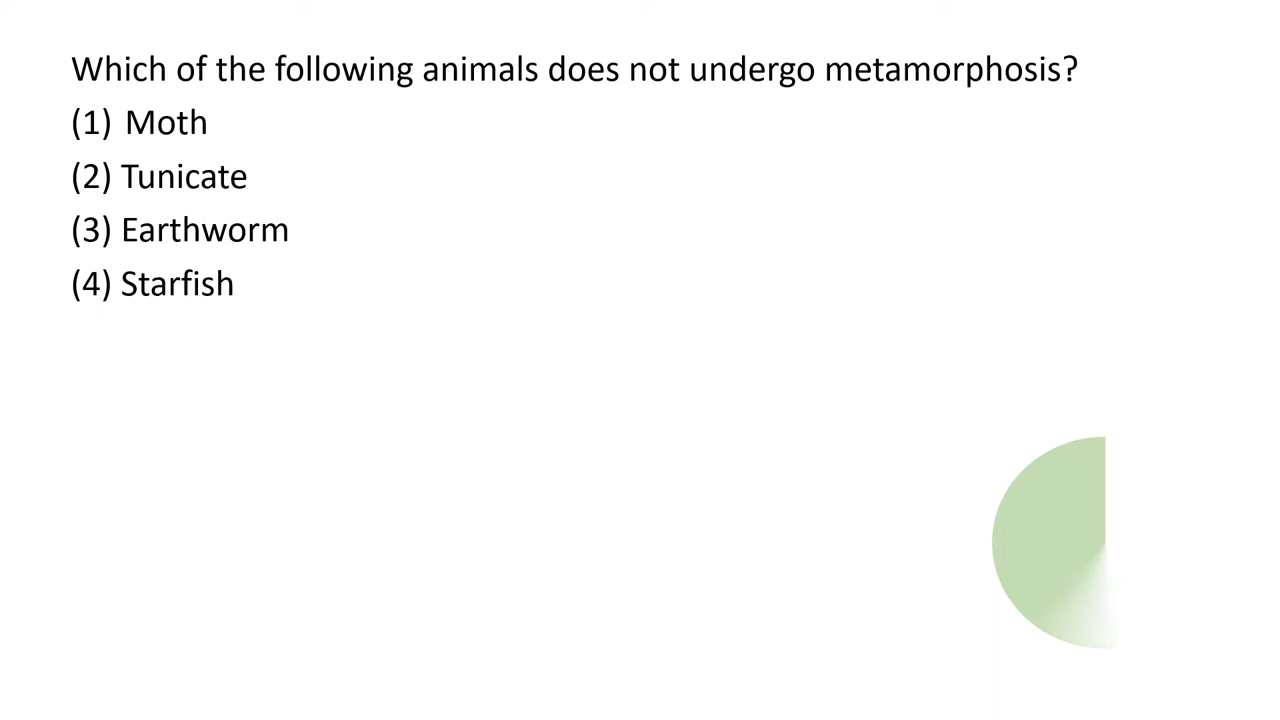 Which of the following animals does not undergo metamorphosis?
(1) Moth
(2) Tunicate
(3) Earthworm
(4) Starfish